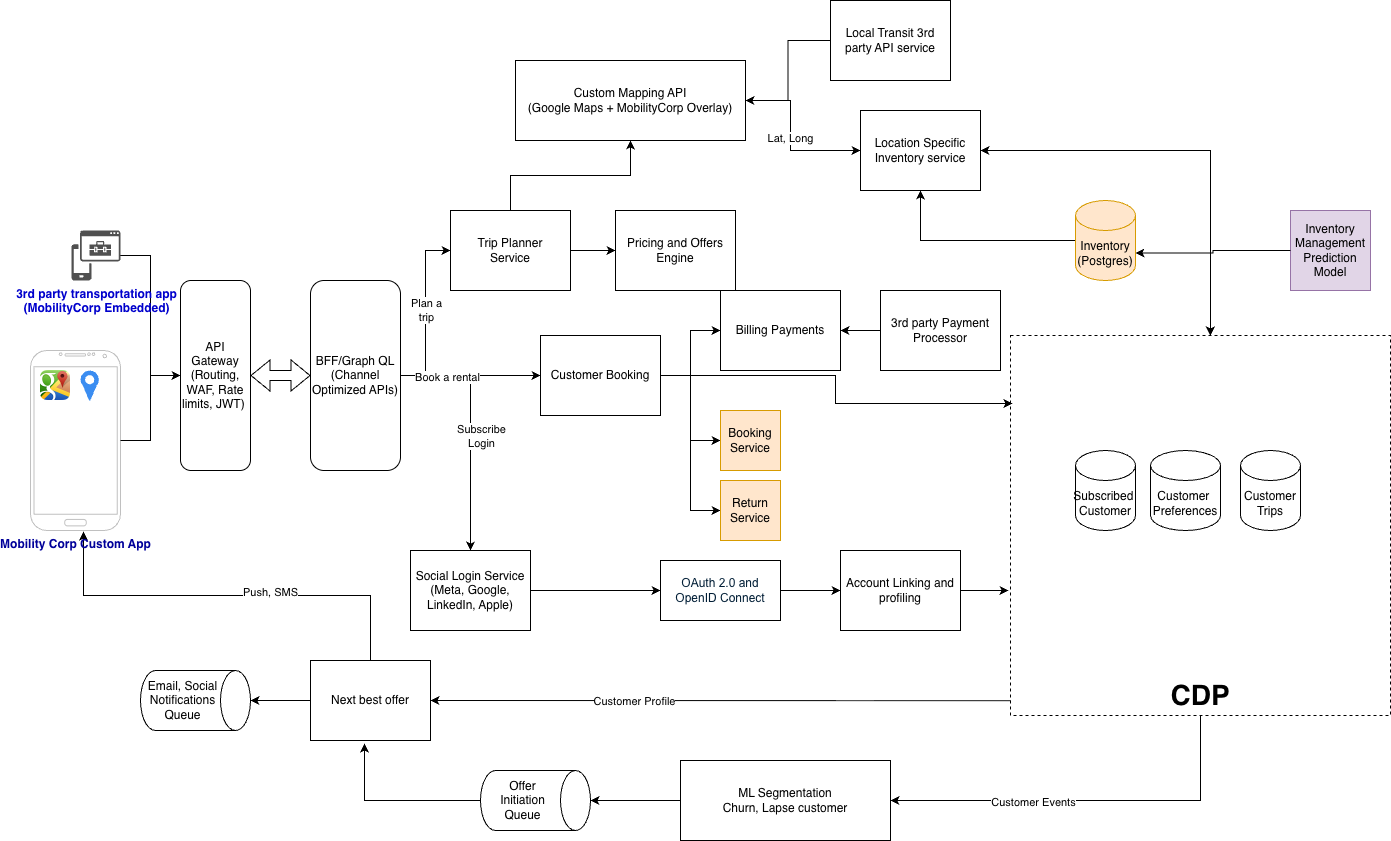 Local Transit 3rd
party API service
Custom Mapping API
(Google Maps + MobilityCorp Overlay)
Lat, Long
Location Specific
Inventory service
Trip Planner
Service
Pricing and Offers
Engine
Inventory
(Postgres)
Inventory
Management
Prediction
Model
3rd party transportation app
(MobilityCorp Embedded)
API
Gateway
(Routing,
WAF, Rate
limits, JWT)
BFF/Graph QL
(Channel
Optimized APIs)
Plan a
trip
Book a rental
Billing Payments
3rd party Payment
Processor
Customer Booking
Subscribe
Login
Booking
Service
Return
Service
Subscribed
Customer
Customer
Preferences
Customer
Trips
Mobility Corp Custom App
Social Login Service
(Meta, Google,
LinkedIn, Apple)
OAuth 2.0 and
OpenID Connect
Account Linking and
profiling
Push, SMS
Email, Social
Notifications
Queue
Next best offer
Customer Profile
CDP
Offer
Initiation
Queue
ML Segmentation
Churn, Lapse customer
Customer Events